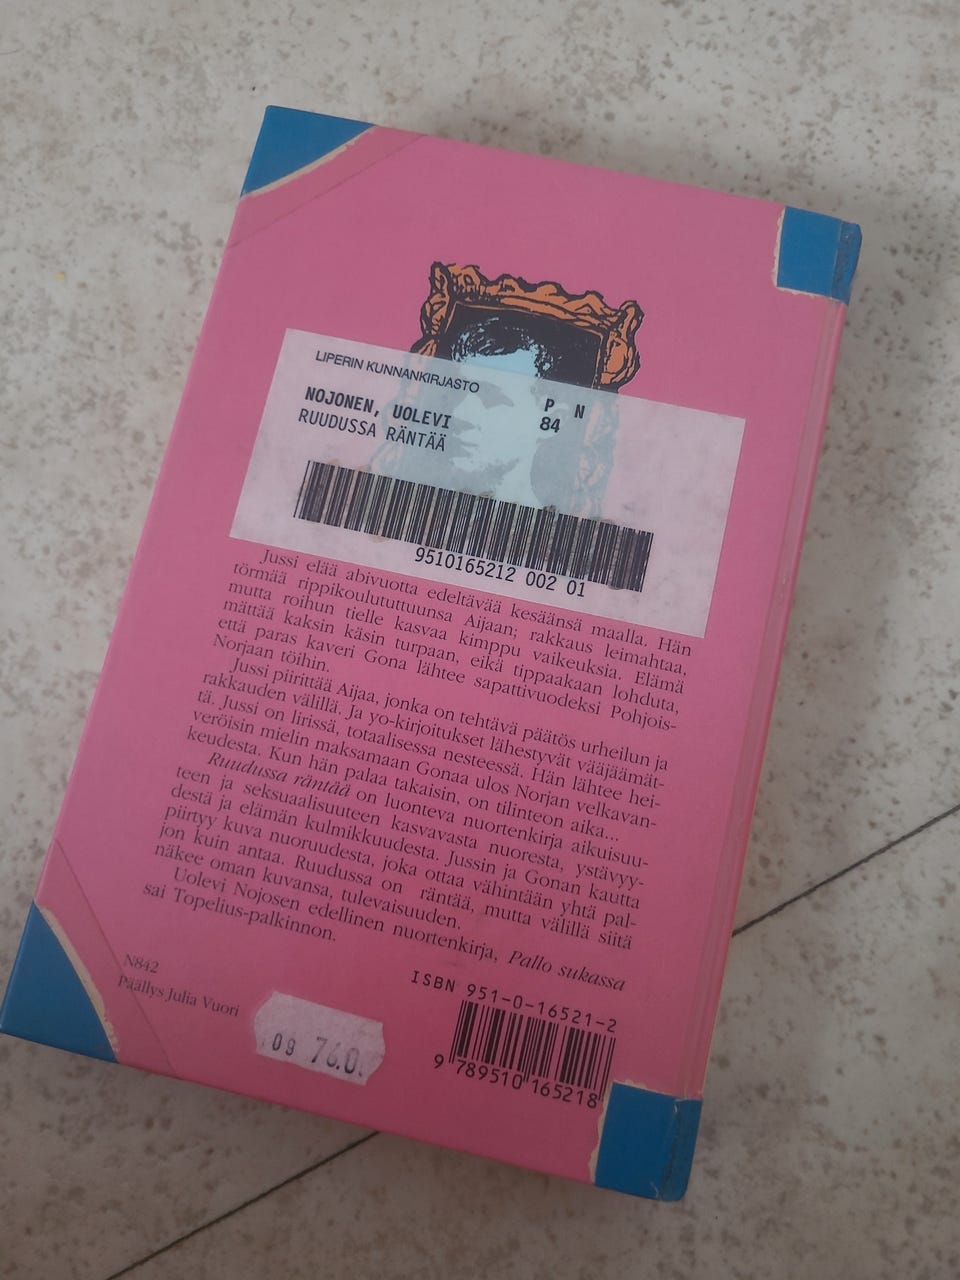 LIPERIN KUNNANKIRJASTO
NOJONEN, UOLEVI P N
RUUDUSSA RÄNTÄÄ 84
9510165212 002 01
Jussi elää abivuotta edeltävää kesäänsä maalla. Hän
törmää rippikoulututtuunsa Aijaan; rakkaus leimahtaa,
mutta roihun tielle kasvaa kimppu vaikeuksia. Elämä
mättää kaksin käsin turpaan, eikä tippaakaan lohduta,
että paras kaveri Gona lähtee sapattivuodeksi Pohjois-
Norjaan töihin.
Jussi piirittää Aijaa, jonka on tehtävä päätös urheilun ja
rakkauden välillä. Ja yo-kirjoitukset lähestyvät vääjäämät-
tä. Jussi on lirissä, totaalisessa nesteessä. Hän lähtee hei-
veröisin mielin maksamaan Gonaa ulos Norjan velkavan-
keudesta. Kun hän palaa takaisin, on tilinteon aika...
Ruudussa räntää on luonteva nuortenkirja aikuisuu-
teen ja seksuaalisuuteen kasvavasta nuoresta, ystävyy-
destä ja elämän kulmikkuudesta. Jussin ja Gonan kautta
piirtyy kuva nuoruudesta, joka ottaa vähintään yhtä pal-
jon kuin antaa. Ruudussa on räntää, mutta välillä siitä
näkee oman kuvansa, tulevaisuuden.
Uolevi Nojosen edellinen nuortenkirja, Pallo sukassa
sai Topelius-palkinnon.
N842
Päällys Julia Vuori
09 76.0
ISBN 951-0-16521-2
9 789510 165218